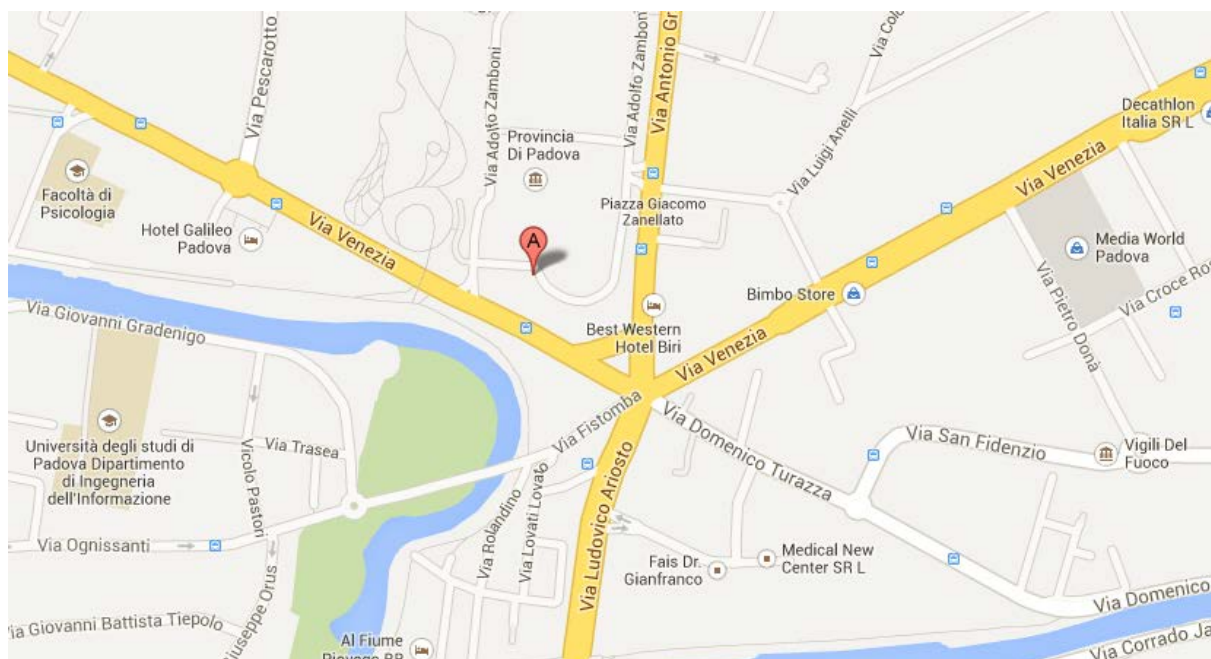 Via Pescarotto
Via Adolfo Zamboni
Via Adolfo Zamboni
Via Antonio Gr
Via Colo
Decathlon
Italia SR L
Provincia
Di Padova
Via Luigi Anelli
Via Venezia
Facoltà di
Psicologia
Piazza Giacomo
Zanellato
Hotel Galileo
Padova
Via Venezia
A
Media World
Padova
Bimbo Store
Via Pietro Donà
Via Croce Ros
Via Giovanni Gradenigo
Best Western
Hotel Biri
Via Venezia
Università degli studi di
Padova Dipartimento
di Ingegneria
dell'Informazione
Via Trasea
Vicolo Pastori
Via Fistomba
Via Domenico Turazza
Via San Fidenzio
Vigili Del
Fuoco
Via Ognissanti
Via Rolandino
Via Lovati Lovato
Via Ludovico Ariosto
Fais Dr.
Gianfranco
Medical New
Center SR L
Via Domenico
Via Giovanni Battista Tiepolo
Giuseppe Orus
Al Fiume
Via Corrado Ja